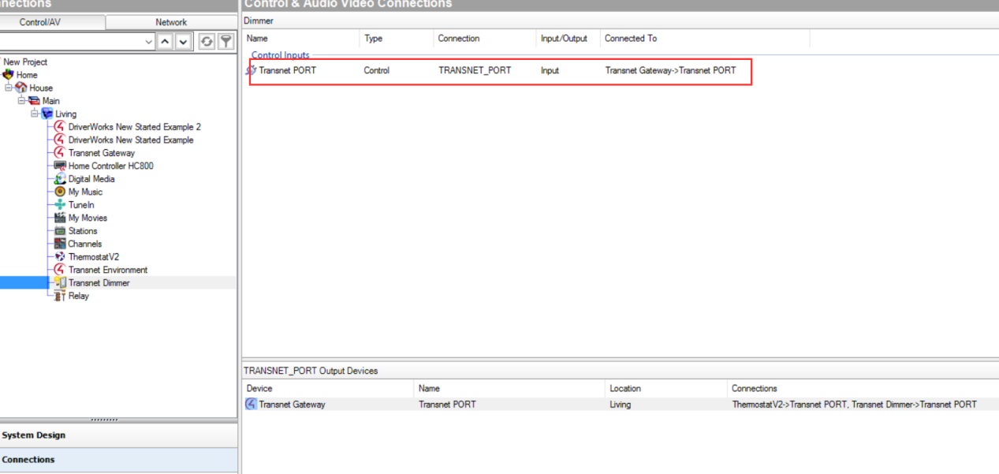 Control & Audio Video Connections
Control/AV
Network
New Project
Home
House
Main
Living
DriverWorks New Started Example 2
DriverWorks New Started Example
Transnet Gateway
Home Controller HC800
Digital Media
My Music
TuneIn
My Movies
Stations
Channels
ThermostatV2
Transnet Environment
Transnet Dimmer
Relay
System Design
Connections
Dimmer
Name Type Connection Input/Output Connected To
Control Inputs
Transnet PORT Control TRANSNET_PORT Input Transnet Gateway->Transnet PORT
TRANSNET_PORT Output Devices
Device Name Location Connections
Transnet Gateway Transnet PORT Living ThermostatV2->Transnet PORT, Transnet Dimmer->Transnet PORT